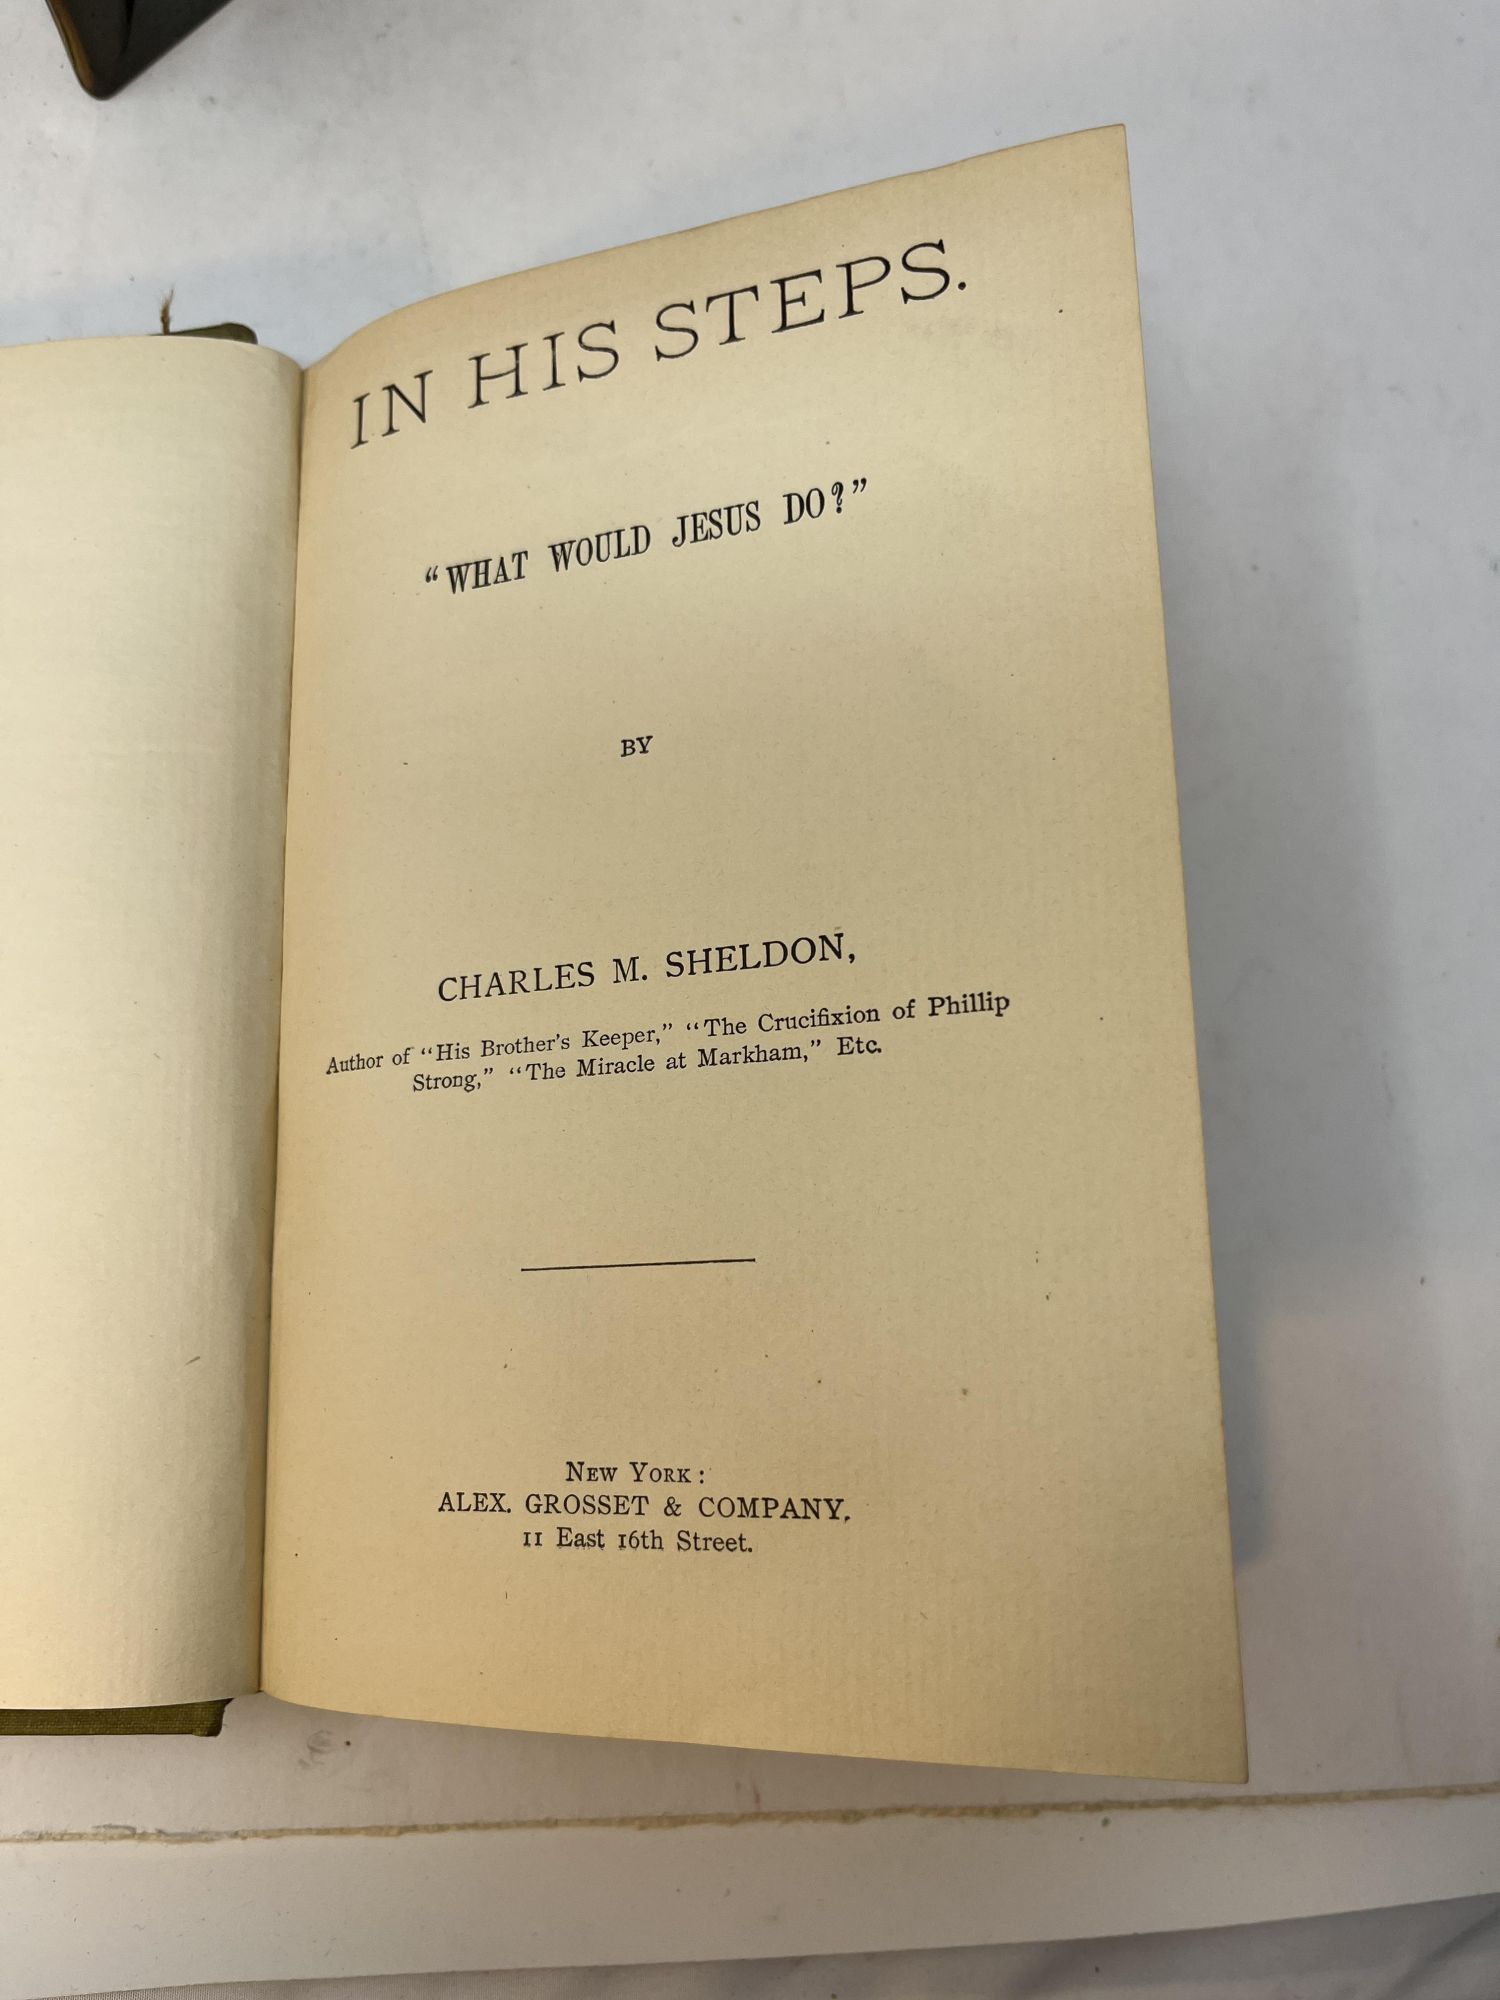 IN HIS STEPS.
“WHAT WOULD JESUS DO?”
BY
CHARLES M. SHELDON,
Author of “His Brother's Keeper,” “The Crucifixion of Phillip
Strong,” “The Miracle at Markham,” Etc.
NEW YORK:
ALEX. GROSSET & COMPANY.
11 East 16th Street.